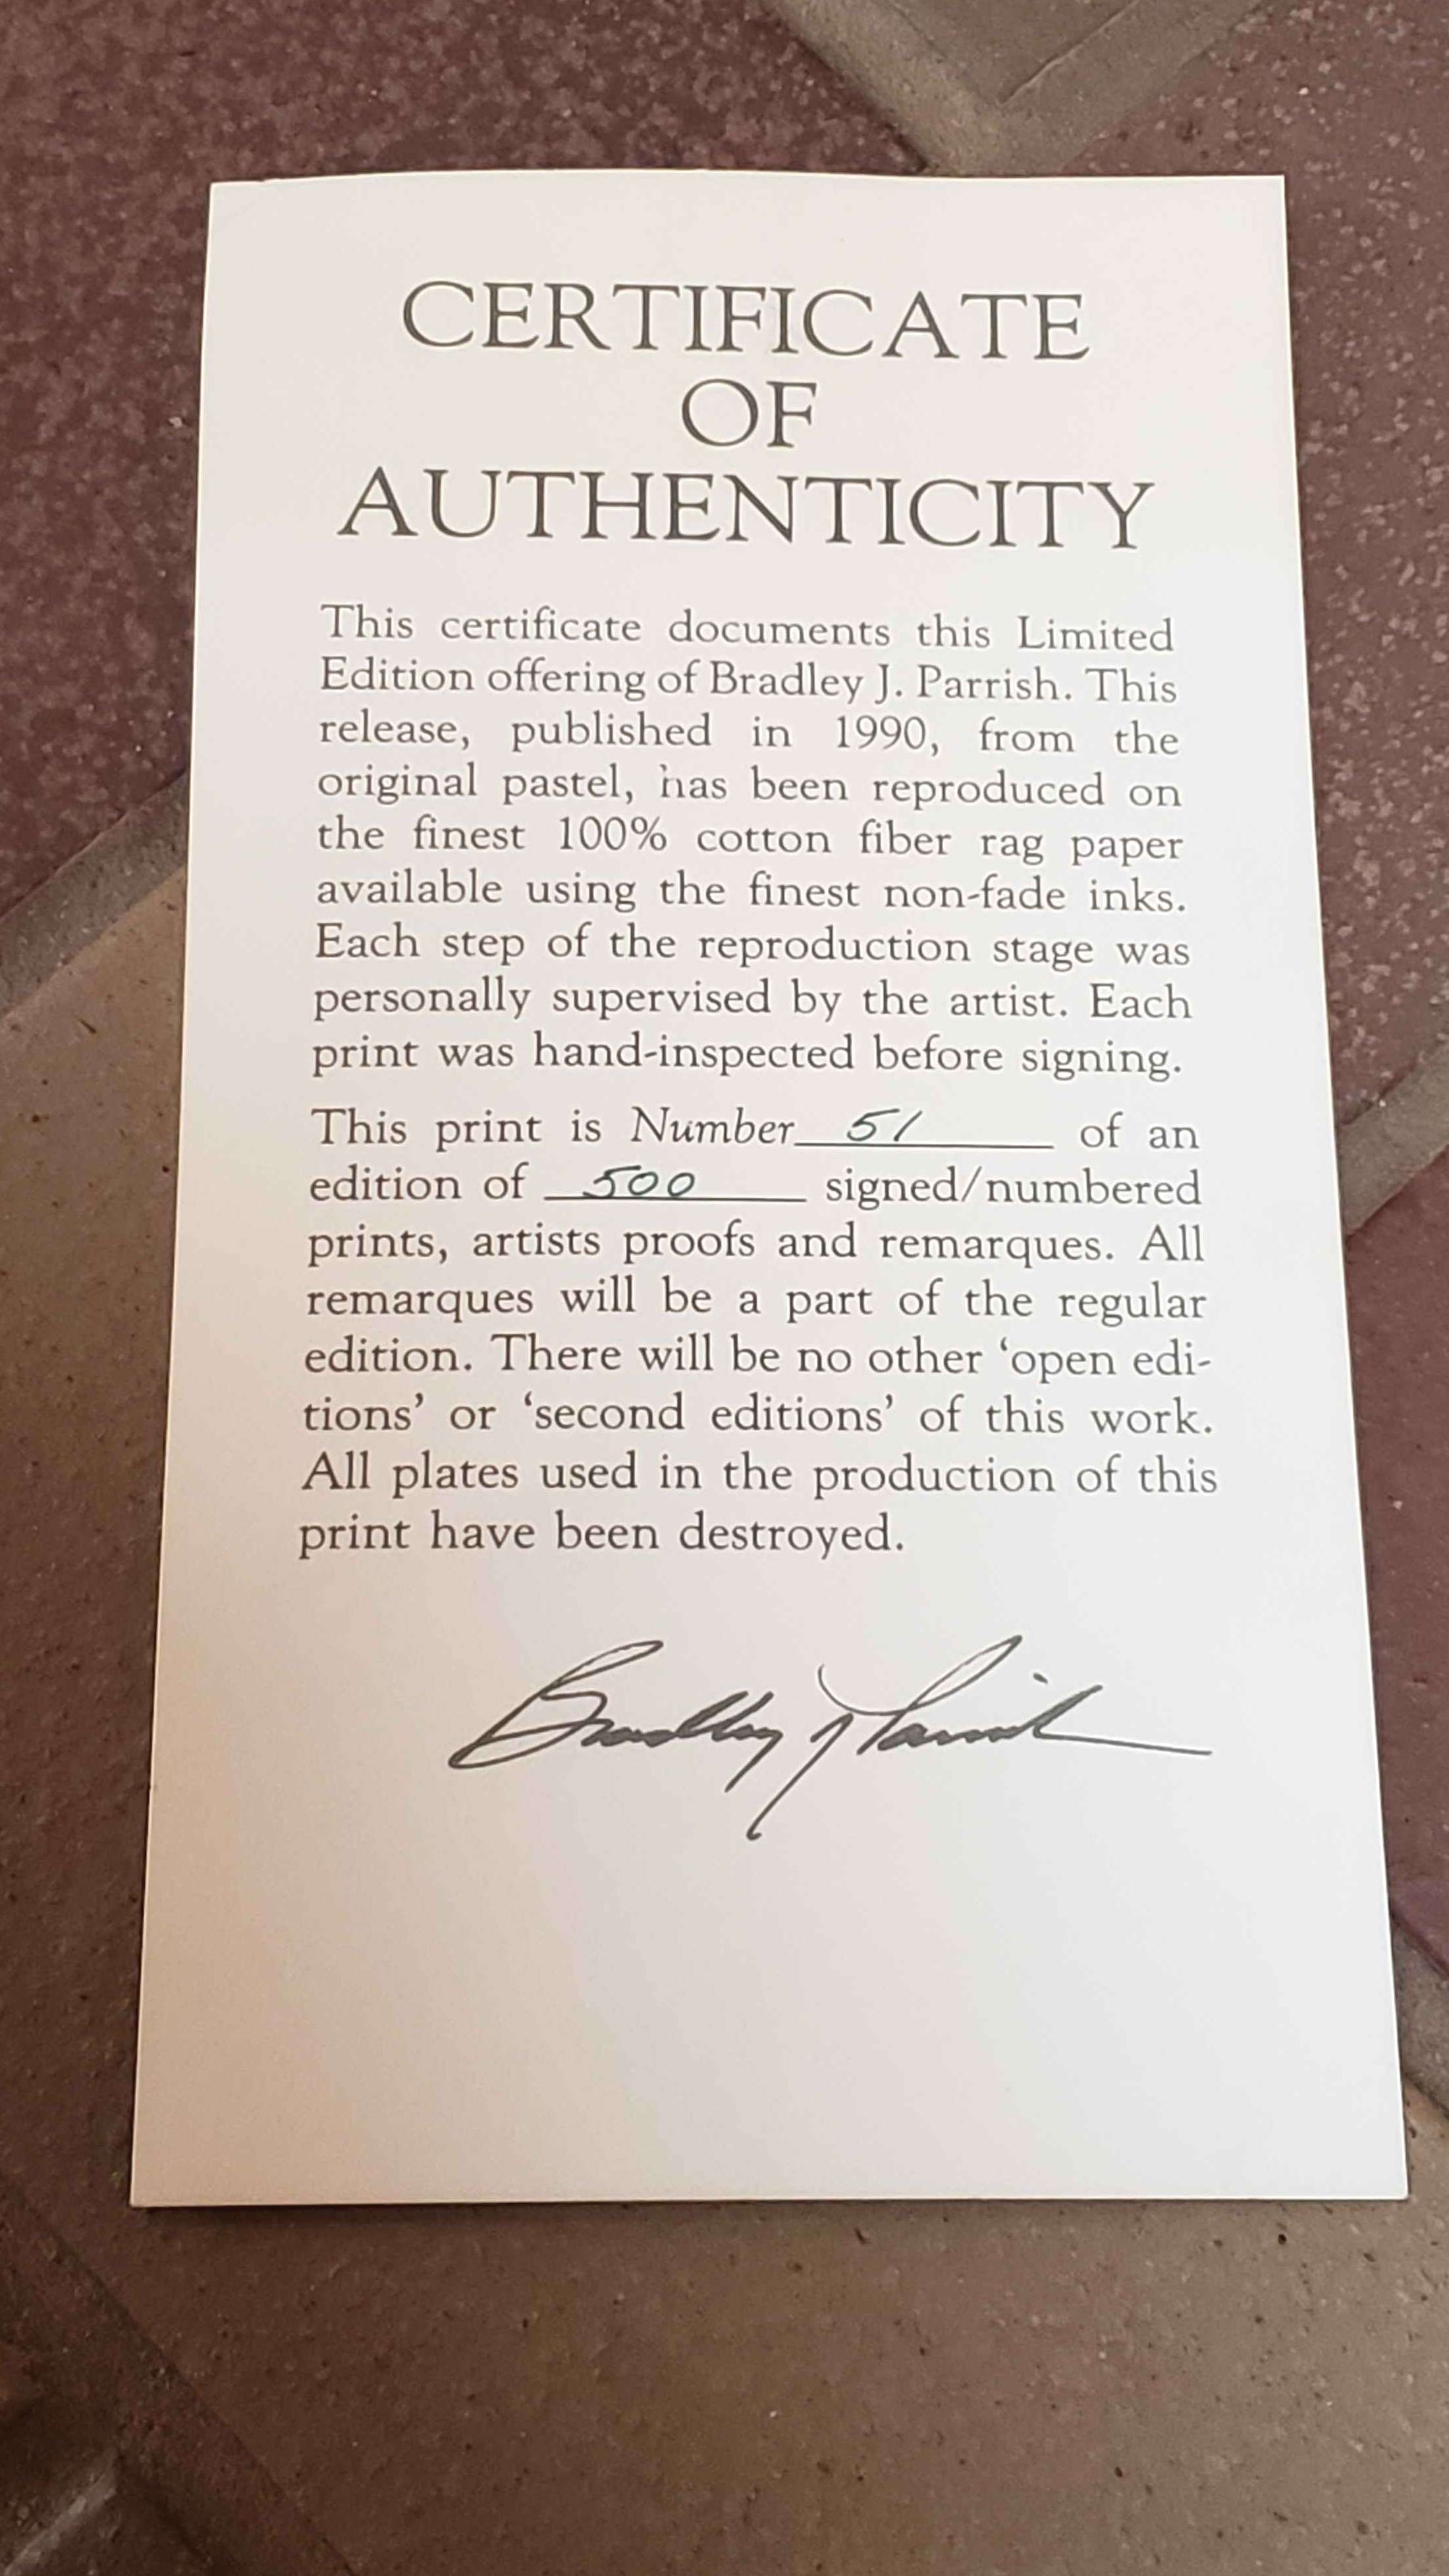 CERTIFICATE
OF
AUTHENTICITY
This certificate documents this Limited
Edition offering of Bradley J. Parrish. This
release, published in 1990, from the
original pastel, has been reproduced on
the finest 100% cotton fiber rag paper
available using the finest non-fade inks.
Each step of the reproduction stage was
personally supervised by the artist. Each
print was hand-inspected before signing.
This print is Number 51 of an
edition of 500 signed/numbered
prints, artists proofs and remarques. All
remarques will be a part of the regular
edition. There will be no other ‘open edi-
tions’ or ‘second editions’ of this work.
All plates used in the production of this
print have been destroyed.
Bradley J Parrish